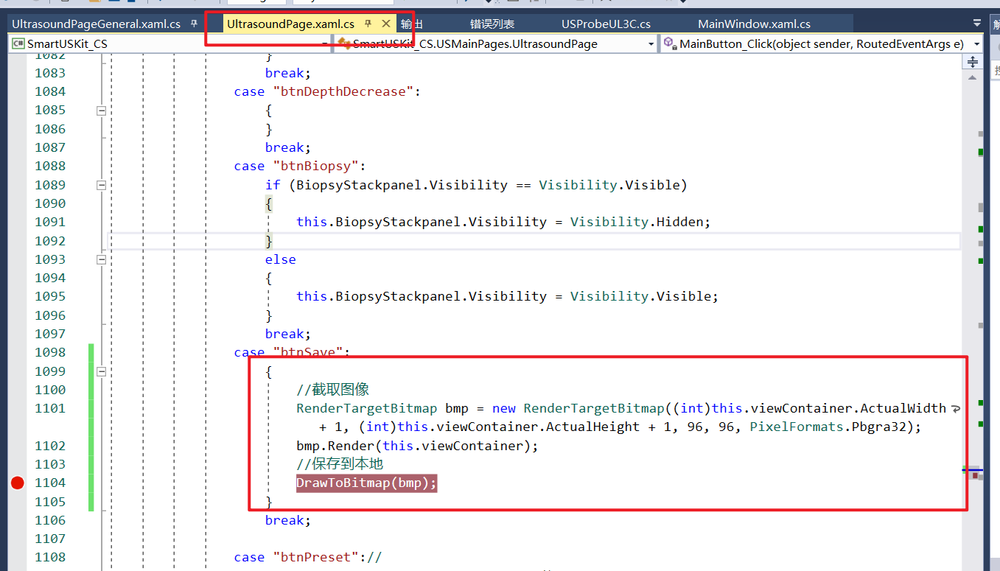 UltrasoundPageGeneral.xaml.cs UltrasoundPage.xaml.cs 输出 错误列表 USProbeUL3C.cs MainWindow.xaml.cs
C# SmartUSKit_CS SmartUSKit_CS.USMainPages.UltrasoundPage MainButton_Click(object sender, RoutedEventArgs e)
1082 }
1083 break;
1084 case "btnDepthDecrease":
1085 {
1086 }
1087 break;
1088 case "btnBiopsy":
1089 if (BiopsyStackpanel.Visibility == Visibility.Visible)
1090 {
1091 this.BiopsyStackpanel.Visibility = Visibility.Hidden;
1092 }
1093 else
1094 {
1095 this.BiopsyStackpanel.Visibility = Visibility.Visible;
1096 }
1097 break;
1098 case "btnSave":
1099 {
1100 //截取图像
1101 RenderTargetBitmap bmp = new RenderTargetBitmap((int)this.viewContainer.ActualWidth
+ 1, (int)this.viewContainer.ActualHeight + 1, 96, 96, PixelFormats.Pbgra32);
1102 bmp.Render(this.viewContainer);
1103 //保存到本地
1104 DrawToBitmap(bmp);
1105 }
1106 break;
1107
1108 case "btnPreset"://